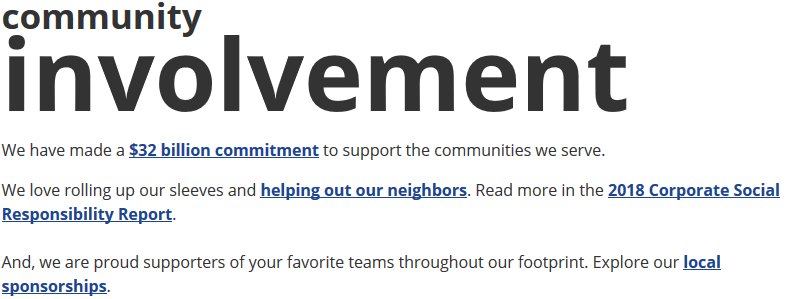 community
involvement
We have made a $32 billion commitment to support the communities we serve.
We love rolling up our sleeves and helping out our neighbors. Read more in the 2018 Corporate Social
Responsibility Report.
And, we are proud supporters of your favorite teams throughout our footprint. Explore our local
sponsorships.